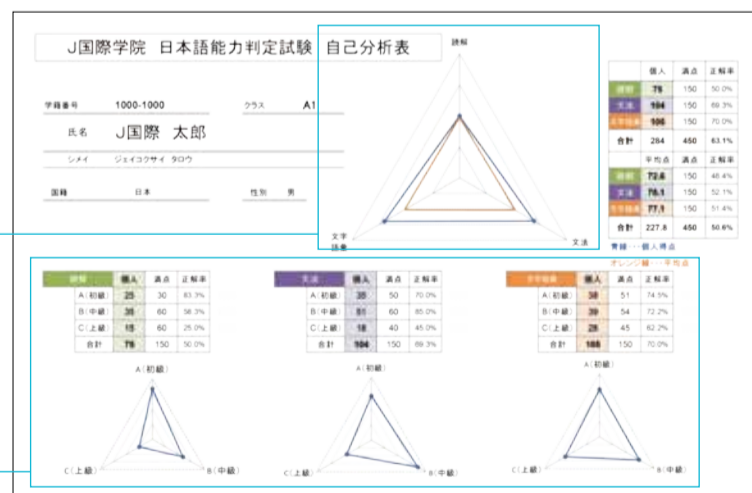 J国際学院 日本語能力判定試験 自己分析表
学籍番号 1000-1000 クラス A1
氏名 J国際 太郎
シメイ ジェイコクサイ タロウ
国籍 日本 性別 男
読解
文字
語彙
文法
個人 満点 正解率
読解 75 150 50.0%
文法 104 150 69.3%
文字語彙 105 150 70.0%
合計 284 450 63.1%
平均点 満点 正解率
読解 72.6 150 48.4%
文法 78.1 150 52.1%
文字語彙 77.1 150 51.4%
合計 227.8 450 50.6%
青線・・・個人得点
オレンジ線・・・平均点
読解 個人 満点 正解率
A(初級) 25 30 83.3%
B(中級) 35 60 58.3%
C(上級) 15 60 25.0%
合計 75 150 50.0%
A(初級)
C(上級)
B(中級)
文法 個人 満点 正解率
A(初級) 35 50 70.0%
B(中級) 51 60 85.0%
C(上級) 18 40 45.0%
合計 104 150 69.3%
A(初級)
C(上級)
B(中級)
文字語彙 個人 満点 正解率
A(初級) 38 51 74.5%
B(中級) 39 54 72.2%
C(上級) 28 45 62.2%
合計 105 150 70.0%
A(初級)
C(上級)
B(中級)